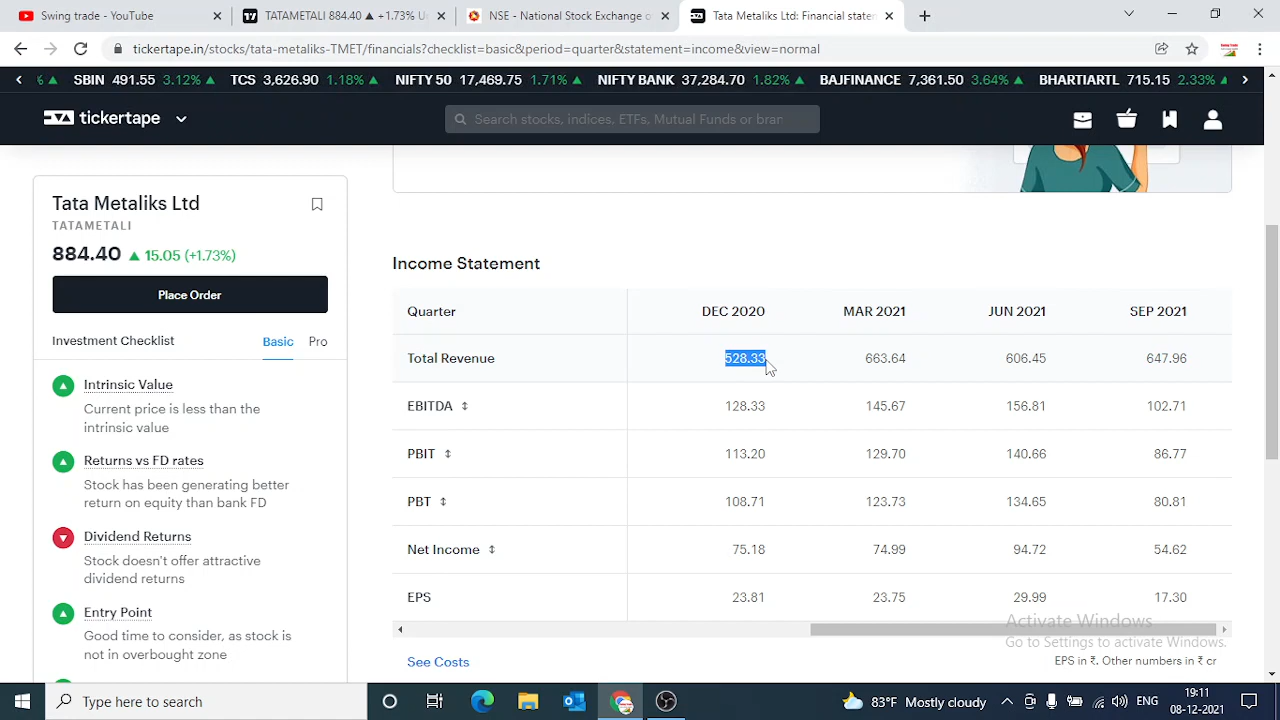 Swing trade - YouTube
TATAMETALI 884.40 ▲ +1.73% U
NSE - National Stock Exchange o
Tata Metaliks Ltd: Financial staten
tickertape.in/stocks/tata-metaliks-TMET/financials?checklist=basic&period=quarter&statement=income&view=normal
% ▲ SBIN 491.55 3.12% ▲ TCS 3,626.90 1.18% ▲ NIFTY 50 17,469.75 1.71% ▲ NIFTY BANK 37,284.70 1.82% ▲ BAJFINANCE 7,361.50 3.64% ▲ BHARTIARTL 715.15 2.33% ▲
tickertape
Search stocks, indices, ETFs, Mutual Funds or bran
Tata Metaliks Ltd
TATAMETALI
884.40 ▲ 15.05 (+1.73%)
Place Order
Investment Checklist Basic Pro
Intrinsic Value
Current price is less than the
intrinsic value
Returns vs FD rates
Stock has been generating better
return on equity than bank FD
Dividend Returns
Stock doesn't offer attractive
dividend returns
Entry Point
Good time to consider, as stock is
not in overbought zone
Income Statement
Quarter DEC 2020 MAR 2021 JUN 2021 SEP 2021
Total Revenue 528.33 663.64 606.45 647.96
EBITDA 128.33 145.67 156.81 102.71
PBIT 113.20 129.70 140.66 86.77
PBT 108.71 123.73 134.65 80.81
Net Income 75.18 74.99 94.72 54.62
EPS 23.81 23.75 29.99 17.30
See Costs
EPS in ₹. Other numbers in ₹ cr
Activate Windows
Go to Settings to activate Windows.
Type here to search
83°F Mostly cloudy
ENG
19:11
08-12-2021